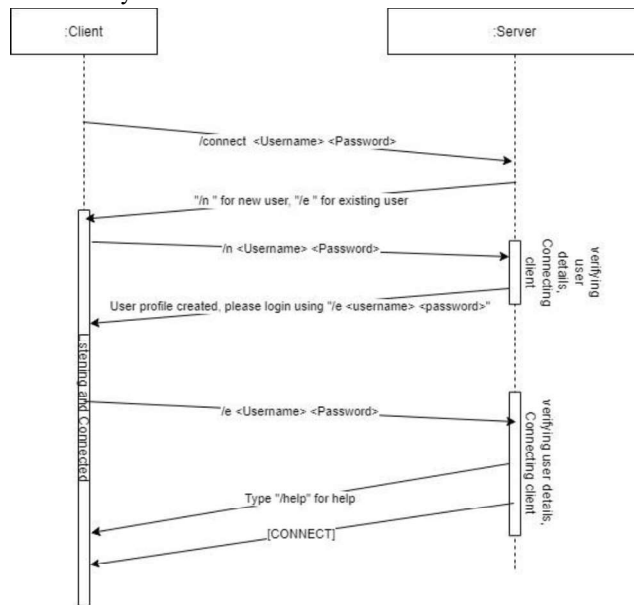 :Client
:Server
/connect <Username> <Password>
"/n " for new user, "/e " for existing user
/n <Username> <Password>
verifying
user
details,
Connecting
client
User profile created, please login using "/e <username> <password>"
Lstening and Connected
/e <Username> <Password>
verifying user details,
Connecting client
Type "/help" for help
[CONNECT]